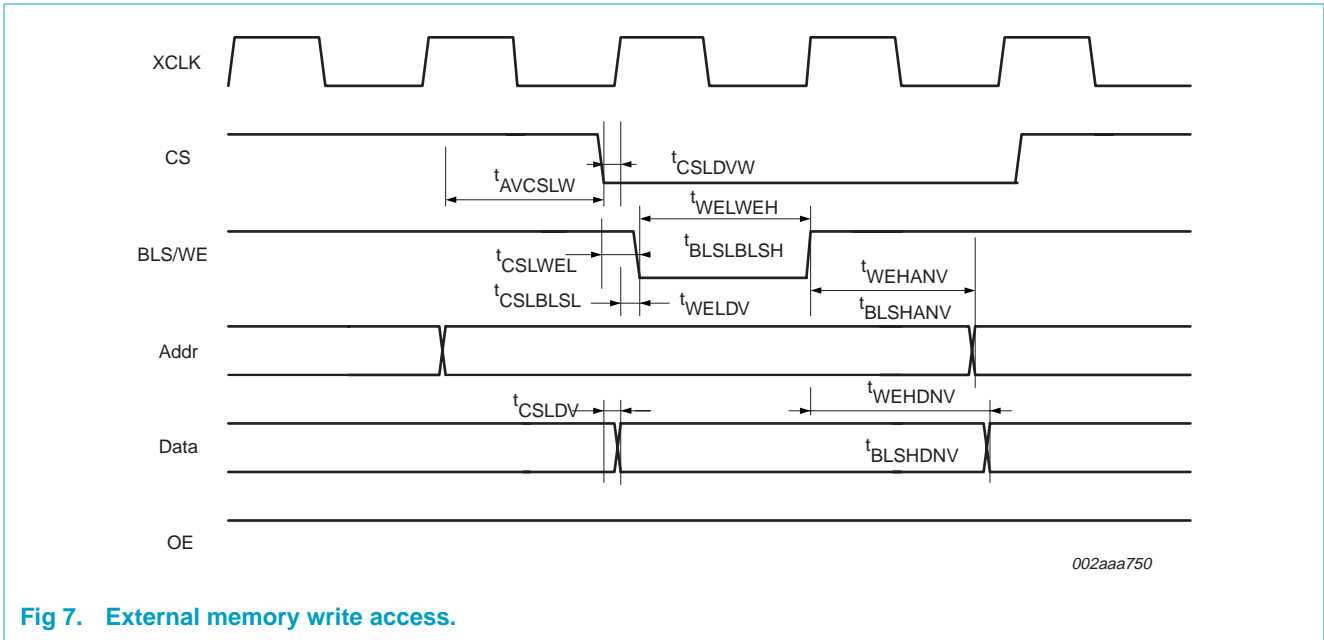 XCLK
CS
tCSLDVW
tAVCSLW
tWELWEH
BLS/WE
tCSLWEL
tBLSLBLSH
tWEHANV
tCSLBLSL
tWELDV
tBLSHANV
Addr
tCSLDV
tWEHDNV
Data
tBLSHDNV
OE
002aaa750
Fig 7. External memory write access.